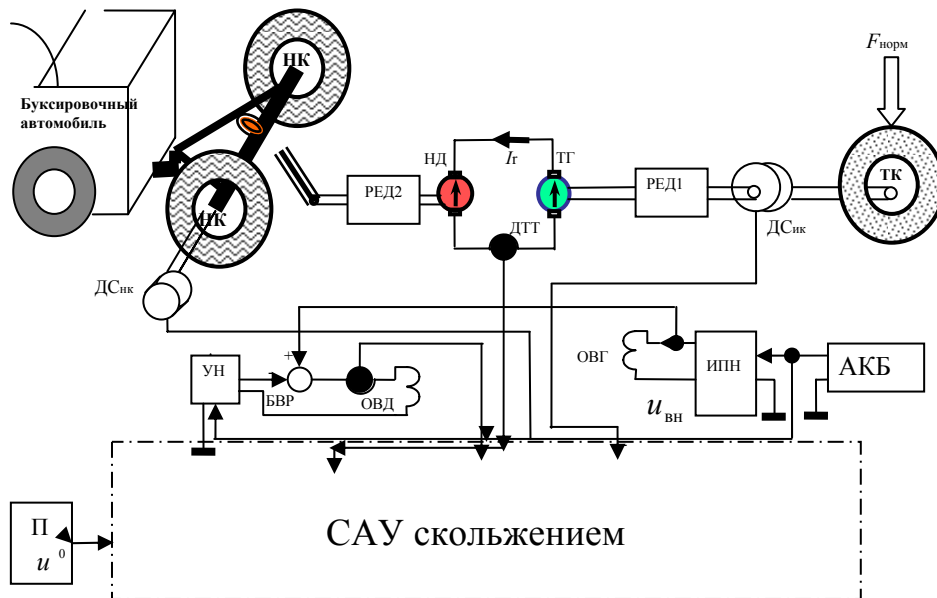 НК
Fнорм
Буксировочный
автомобиль
НД
Iг
ТГ
РЕД2
РЕД1
ТК
НК
ДТТ
ДСик
ДСнк
УН
+
-
БВР
ОВД
ОВГ
ИПН
АКБ
uвн
САУ скольжением
П
u⁰